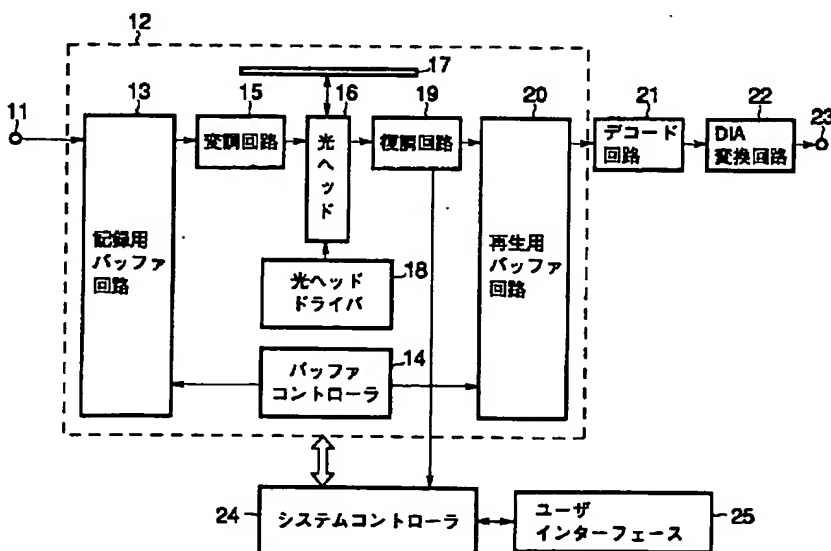 12
17
11
13
15
16
19
20
21
22
23
変調回路
光ヘッド
復調回路
デコード
回路
DIA
変換回路
記録用
バッファ
回路
再生用
バッファ
回路
18
光ヘッド
ドライバ
14
バッファ
コントローラ
24
システムコントローラ
ユーザ
インターフェース
25